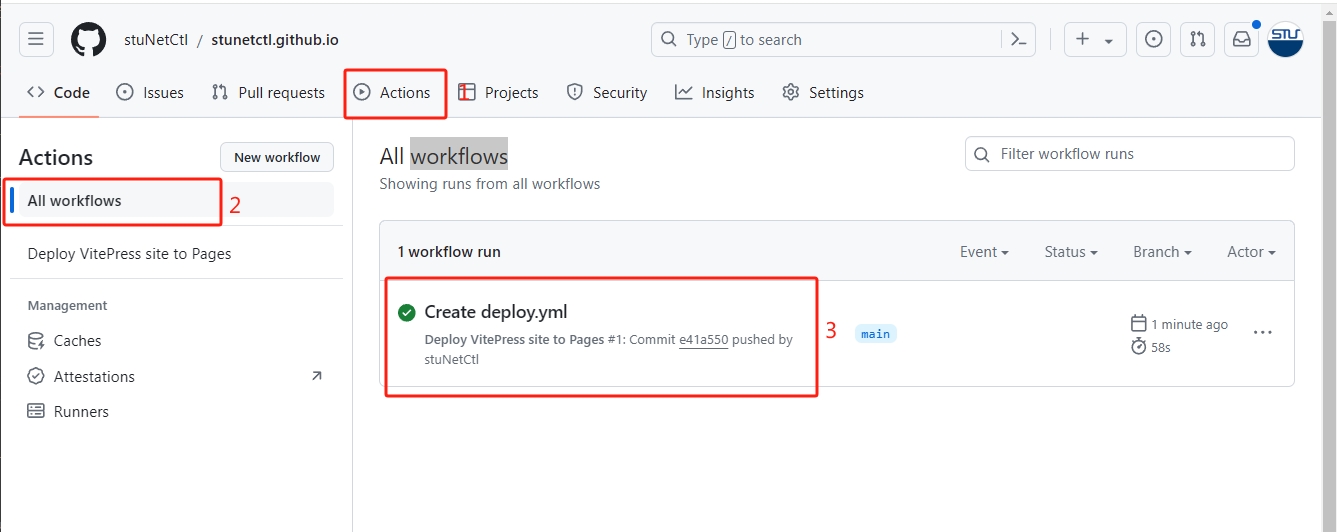 stuNetCtl / stunetctl.github.io
Type / to search
STU
Code Issues Pull requests Actions 1 Projects Security Insights Settings
Actions
New workflow
All workflows
2
Deploy VitePress site to Pages
Management
Caches
Attestations
Runners
All workflows
Showing runs from all workflows
Filter workflow runs
1 workflow run
Event Status Branch Actor
Create deploy.yml
Deploy VitePress site to Pages #1: Commit e41a550 pushed by
stuNetCtl
3
main
1 minute ago
58s